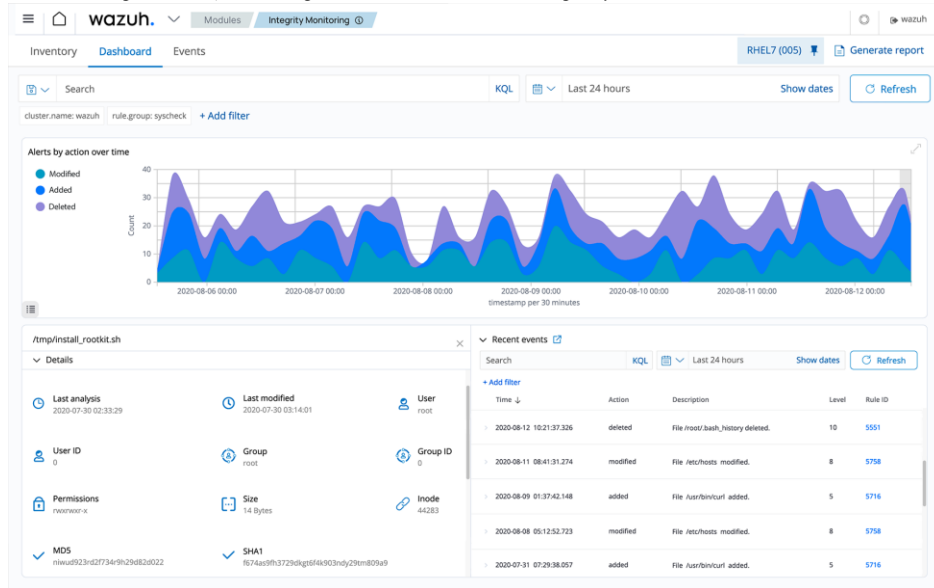 wazuh. Modules Integrity Monitoring wazuh
Inventory Dashboard Events RHEL7 (005) Generate report
Search KQL Last 24 hours Show dates Refresh
cluster.name: wazuh rule.group: syscheck + Add filter
Alerts by action over time
Modified
Added
Deleted
Count
40
30
20
10
0
2020-08-06 00:00 2020-08-07 00:00 2020-08-08 00:00 2020-08-09 00:00 2020-08-10 00:00 2020-08-11 00:00 2020-08-12 00:00
timestamp per 30 minutes
/tmp/install_rootkit.sh
Details
Last analysis
2020-07-30 02:33:29
Last modified
2020-07-30 03:14:01
User
root
User ID
0
Group
root
Group ID
0
Permissions
rwxrwxr-x
Size
14 Bytes
Inode
44283
MD5
niwud923rd2f734r9h29d82d022
SHA1
f674as9fh3729dkgt6f4k903ndy29tm809a9
Recent events
Search KQL Last 24 hours Show dates Refresh
+ Add filter
Time ↓ Action Description Level Rule ID
2020-08-12 10:21:37.326 deleted File /root/.bash_history deleted. 10 5551
2020-08-11 08:41:31.274 modified File /etc/hosts modified. 8 5758
2020-08-09 01:37:42.148 added File /usr/bin/curl added. 5 5716
2020-08-08 05:12:52.723 modified File /etc/hosts modified. 8 5758
2020-07-31 07:29:38.057 added File /usr/bin/curl added. 5 5716